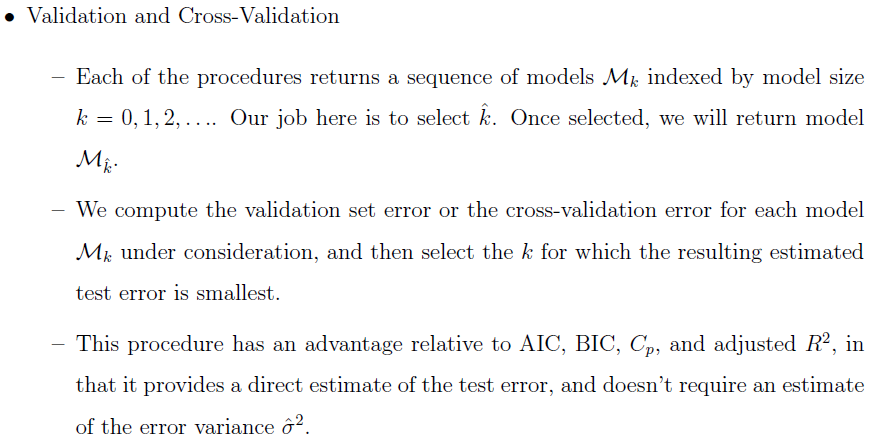 • Validation and Cross-Validation
– Each of the procedures returns a sequence of models $\mathcal{M}_k$ indexed by model size
$k = 0, 1, 2, \ldots$. Our job here is to select $\hat{k}$. Once selected, we will return model
$\mathcal{M}_{\hat{k}}$.
– We compute the validation set error or the cross-validation error for each model
$\mathcal{M}_k$ under consideration, and then select the $k$ for which the resulting estimated
test error is smallest.
– This procedure has an advantage relative to AIC, BIC, $C_p$, and adjusted $R^2$, in
that it provides a direct estimate of the test error, and doesn't require an estimate
of the error variance $\hat{\sigma}^2$.